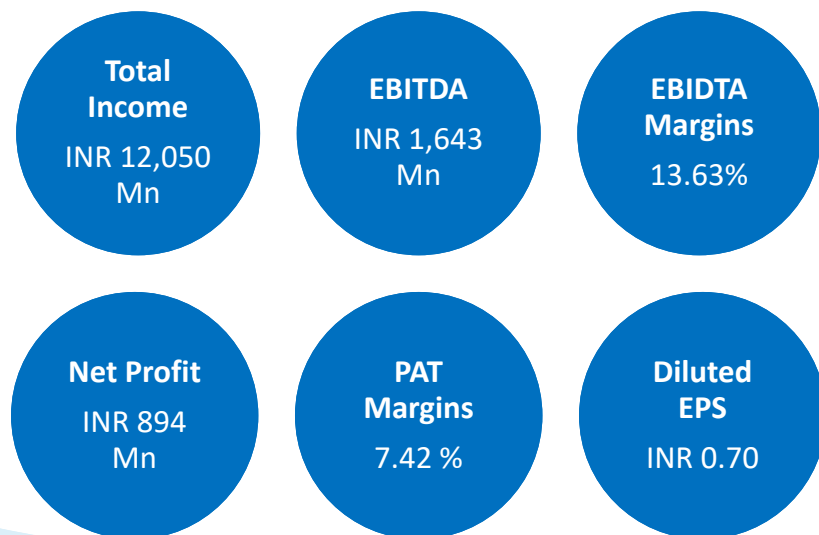 Total
Income
INR 12,050
Mn
EBITDA
INR 1,643
Mn
EBIDTA
Margins
13.63%
Net Profit
INR 894
Mn
PAT
Margins
7.42 %
Diluted
EPS
INR 0.70